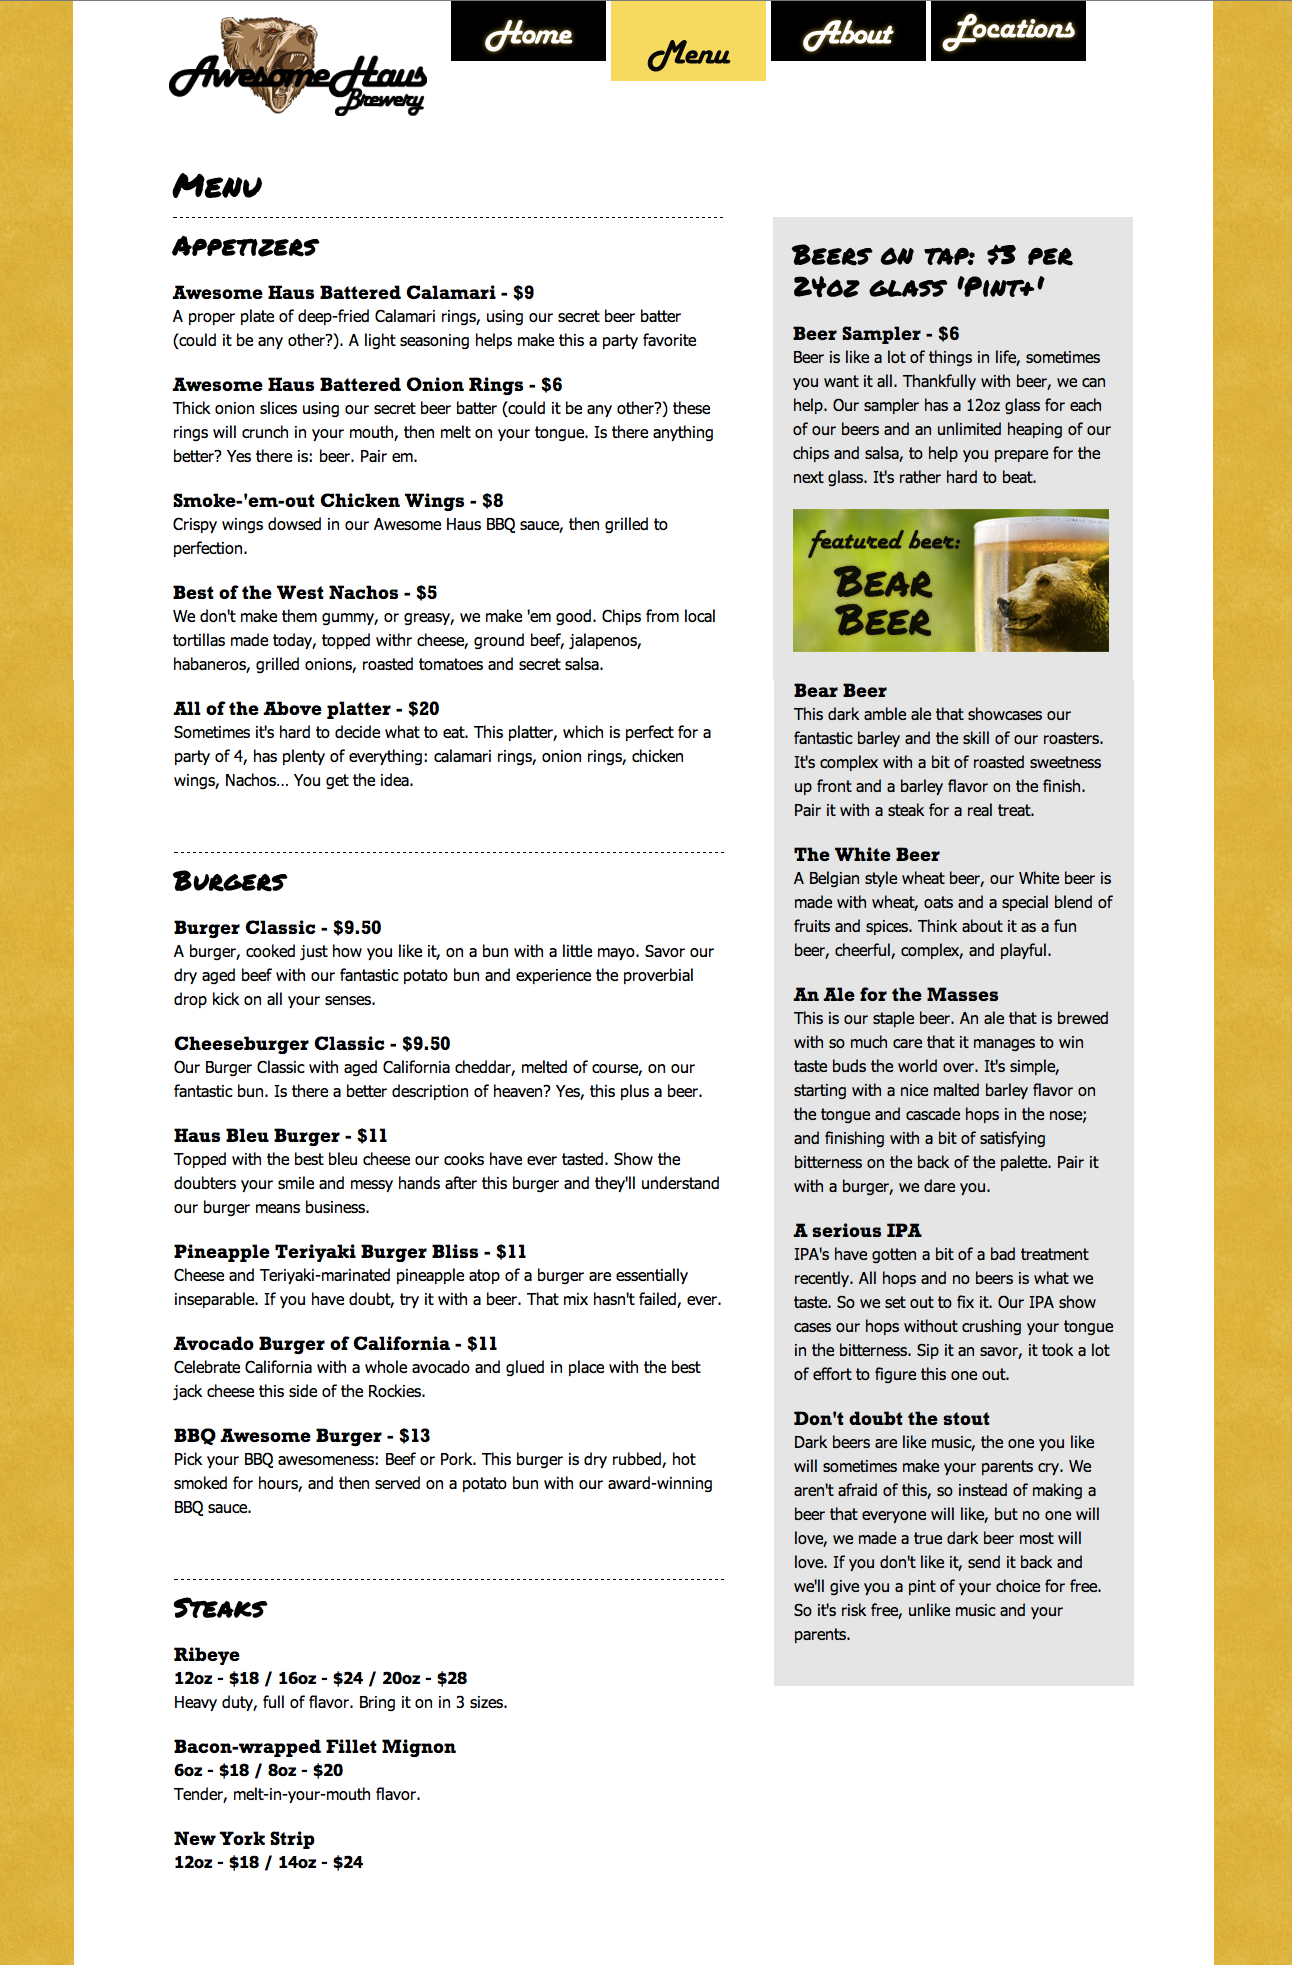 Awesome Haus
Brewery
Home
Menu
About
Locations
Menu
Appetizers
Awesome Haus Battered Calamari - $9
A proper plate of deep-fried Calamari rings, using our secret beer batter
(could it be any other?). A light seasoning helps make this a party favorite
Awesome Haus Battered Onion Rings - $6
Thick onion slices using our secret beer batter (could it be any other?) these
rings will crunch in your mouth, then melt on your tongue. Is there anything
better? Yes there is: beer. Pair em.
Smoke-'em-out Chicken Wings - $8
Crispy wings dowsed in our Awesome Haus BBQ sauce, then grilled to
perfection.
Best of the West Nachos - $5
We don't make them gummy, or greasy, we make 'em good. Chips from local
tortillas made today, topped withr cheese, ground beef, jalapenos,
habaneros, grilled onions, roasted tomatoes and secret salsa.
All of the Above platter - $20
Sometimes it's hard to decide what to eat. This platter, which is perfect for a
party of 4, has plenty of everything: calamari rings, onion rings, chicken
wings, Nachos... You get the idea.
Burgers
Burger Classic - $9.50
A burger, cooked just how you like it, on a bun with a little mayo. Savor our
dry aged beef with our fantastic potato bun and experience the proverbial
drop kick on all your senses.
Cheeseburger Classic - $9.50
Our Burger Classic with aged California cheddar, melted of course, on our
fantastic bun. Is there a better description of heaven? Yes, this plus a beer.
Haus Bleu Burger - $11
Topped with the best bleu cheese our cooks have ever tasted. Show the
doubters your smile and messy hands after this burger and they'll understand
our burger means business.
Pineapple Teriyaki Burger Bliss - $11
Cheese and Teriyaki-marinated pineapple atop of a burger are essentially
inseparable. If you have doubt, try it with a beer. That mix hasn't failed, ever.
Avocado Burger of California - $11
Celebrate California with a whole avocado and glued in place with the best
jack cheese this side of the Rockies.
BBQ Awesome Burger - $13
Pick your BBQ awesomeness: Beef or Pork. This burger is dry rubbed, hot
smoked for hours, and then served on a potato bun with our award-winning
BBQ sauce.
Steaks
Ribeye
12oz - $18 / 16oz - $24 / 20oz - $28
Heavy duty, full of flavor. Bring it on in 3 sizes.
Bacon-wrapped Fillet Mignon
6oz - $18 / 8oz - $20
Tender, melt-in-your-mouth flavor.
New York Strip
12oz - $18 / 14oz - $24
Beers on tap: $3 per
24oz glass 'Pint+'
Beer Sampler - $6
Beer is like a lot of things in life, sometimes
you want it all. Thankfully with beer, we can
help. Our sampler has a 12oz glass for each
of our beers and an unlimited heaping of our
chips and salsa, to help you prepare for the
next glass. It's rather hard to beat.
featured beer:
Bear
Beer
Bear Beer
This dark amble ale that showcases our
fantastic barley and the skill of our roasters.
It's complex with a bit of roasted sweetness
up front and a barley flavor on the finish.
Pair it with a steak for a real treat.
The White Beer
A Belgian style wheat beer, our White beer is
made with wheat, oats and a special blend of
fruits and spices. Think about it as a fun
beer, cheerful, complex, and playful.
An Ale for the Masses
This is our staple beer. An ale that is brewed
with so much care that it manages to win
taste buds the world over. It's simple,
starting with a nice malted barley flavor on
the tongue and cascade hops in the nose;
and finishing with a bit of satisfying
bitterness on the back of the palette. Pair it
with a burger, we dare you.
A serious IPA
IPA's have gotten a bit of a bad treatment
recently. All hops and no beers is what we
taste. So we set out to fix it. Our IPA show
cases our hops without crushing your tongue
in the bitterness. Sip it an savor, it took a lot
of effort to figure this one out.
Don't doubt the stout
Dark beers are like music, the one you like
will sometimes make your parents cry. We
aren't afraid of this, so instead of making a
beer that everyone will like, but no one will
love, we made a true dark beer most will
love. If you don't like it, send it back and
we'll give you a pint of your choice for free.
So it's risk free, unlike music and your
parents.